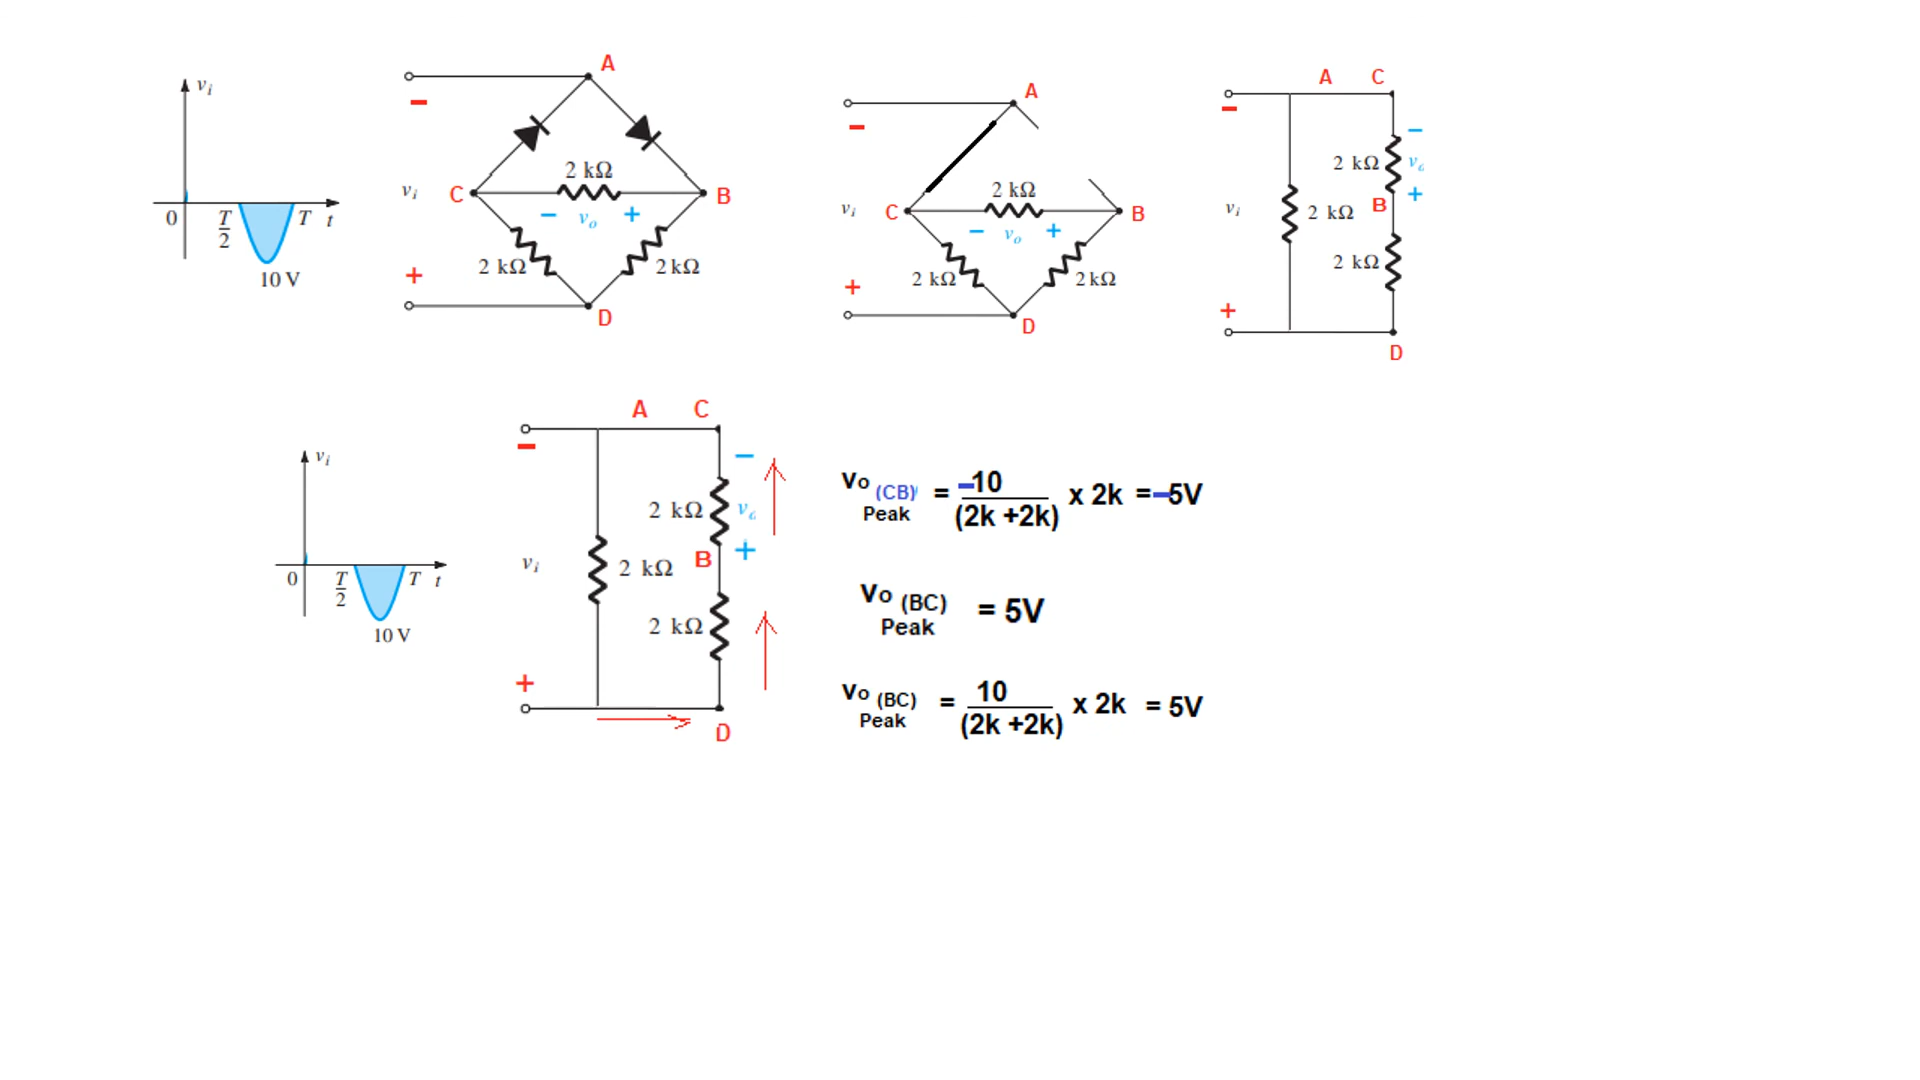 vi
0 T/2 T t
10 V
A
−
vi
C
2 kΩ
B
− vo +
2 kΩ
2 kΩ
+
D
A
−
vi
C
2 kΩ
B
− vo +
2 kΩ
2 kΩ
+
D
A C
−
−
2 kΩ
+
vi
2 kΩ
B
2 kΩ
+
D
vi
0 T/2 T t
10 V
A C
−
−
2 kΩ
+
vi
2 kΩ
B
2 kΩ
+
D
Vo (CB) Peak = −10/(2k +2k) x 2k = −5V
Vo (BC) Peak = 5V
Vo (BC) Peak = 10/(2k +2k) x 2k = 5V